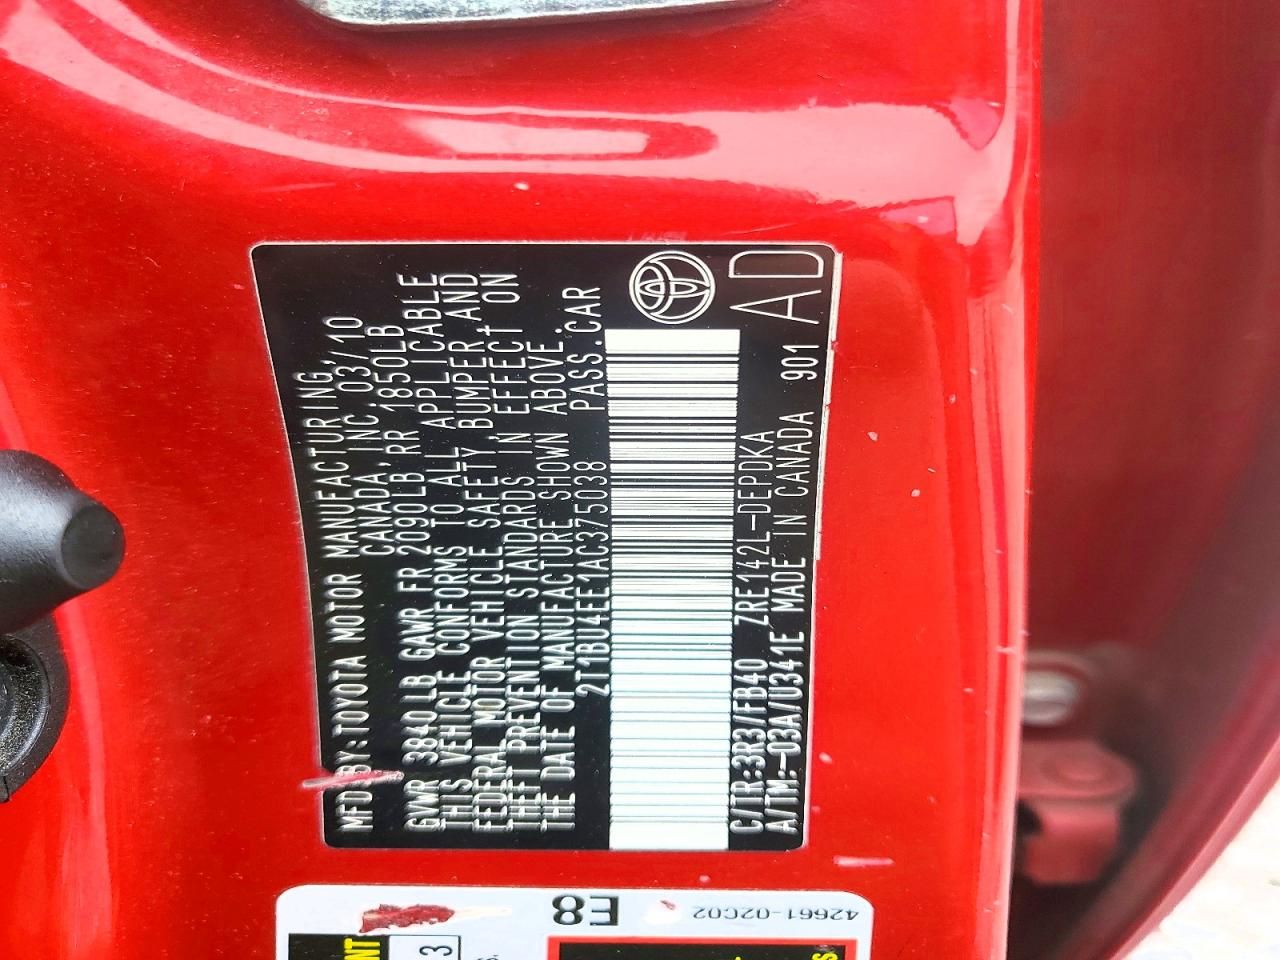 MFD. BY: TOYOTA MOTOR MANUFACTURING,
CANADA, INC. 03/10
GVWR 3840LB GAWR FR 2090LB RR 1850LB
THIS VEHICLE CONFORMS TO ALL APPLICABLE
FEDERAL MOTOR VEHICLE SAFETY, BUMPER, AND
THEFT PREVENTION STANDARDS IN EFFECT ON
THE DATE OF MANUFACTURE SHOWN ABOVE.
2T1BU4EE1AC375038 PASS.CAR
C/TR:3R3/FB40 ZRE142L-DEPDKA
A/TM:-03A/U341E MADE IN CANADA 901
AD
E8
42661-02C02
3